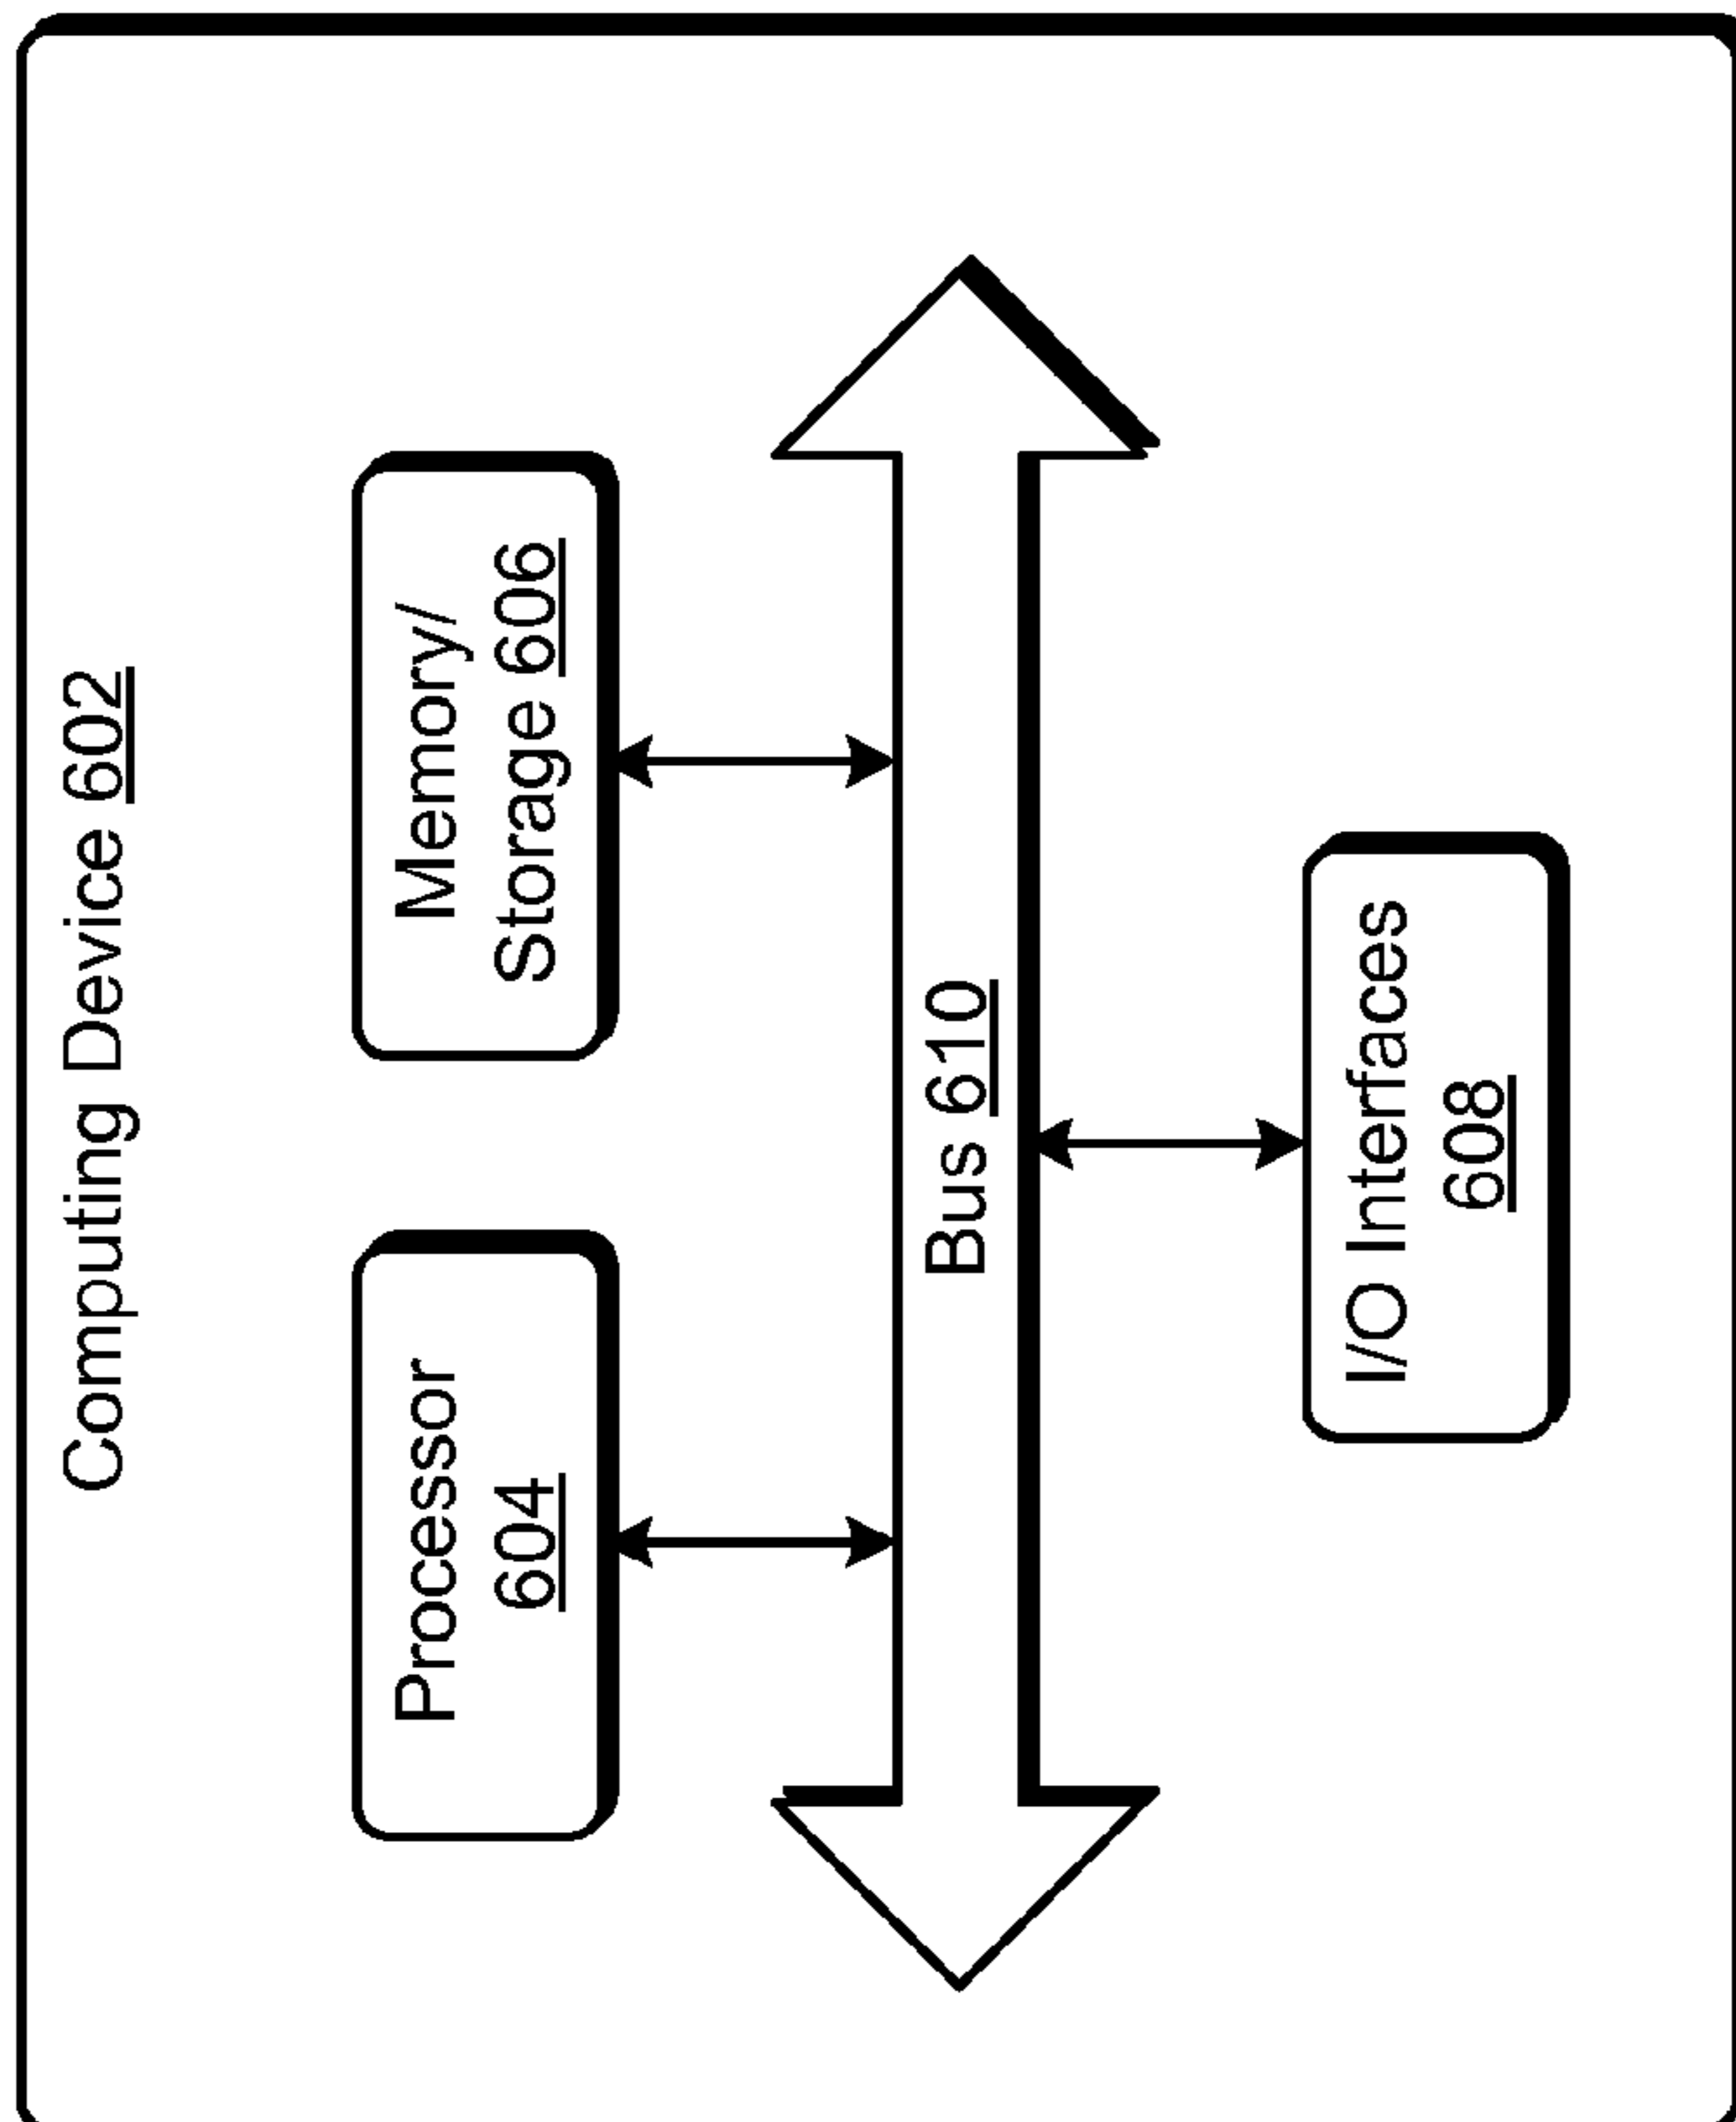 Computing Device 602
Processor
604
Memory/
Storage 606
Bus 610
I/O Interfaces
608